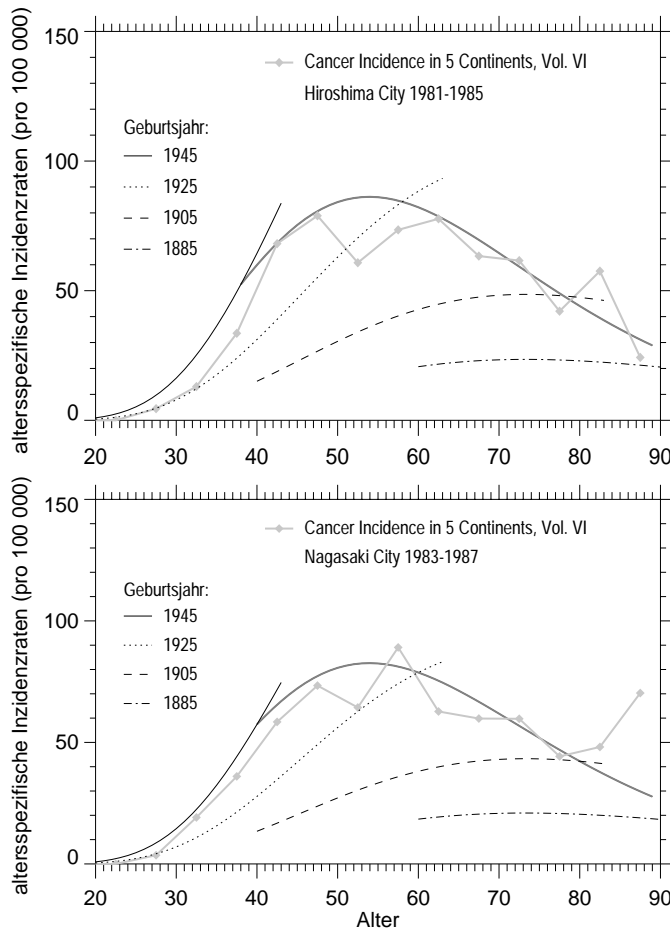 altersspezifische Inzidenzraten (pro 100 000)
150
100
50
0
Cancer Incidence in 5 Continents, Vol. VI
Hiroshima City 1981-1985
Geburtsjahr:
1945
1925
1905
1885
20 30 40 50 60 70 80 90
altersspezifische Inzidenzraten (pro 100 000)
150
100
50
0
Cancer Incidence in 5 Continents, Vol. VI
Nagasaki City 1983-1987
Geburtsjahr:
1945
1925
1905
1885
20 30 40 50 60 70 80 90
Alter